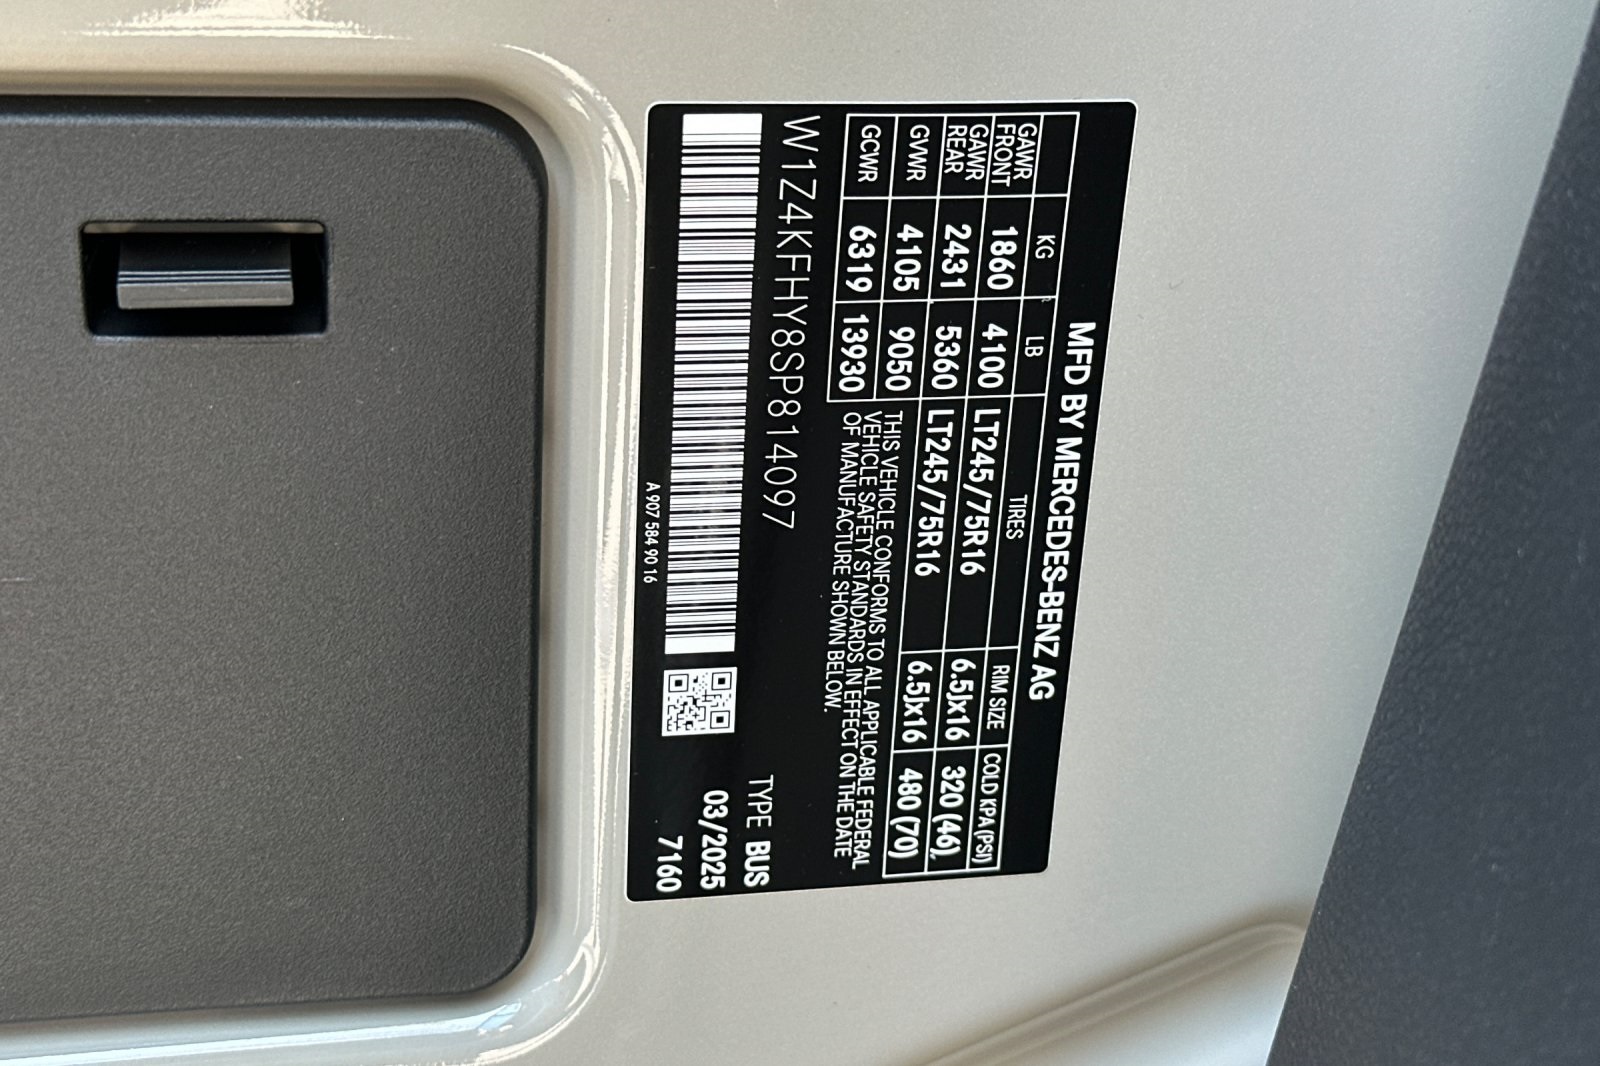 MFD BY MERCEDES-BENZ AG
KG LB TIRES RIM SIZE COLD KPA (PSI)
GAWR FRONT 1860 4100 LT245/75R16 6.5Jx16 320 (46)
GAWR REAR 2431 5360 LT245/75R16 6.5Jx16 480 (70)
GVWR 4105 9050
GCWR 6319 13930
THIS VEHICLE CONFORMS TO ALL APPLICABLE FEDERAL
VEHICLE SAFETY STANDARDS IN EFFECT ON THE DATE
OF MANUFACTURE SHOWN BELOW.
W1Z4KFHY8SP814097
TYPE BUS
03/2025
7160
A 907 584 90 16